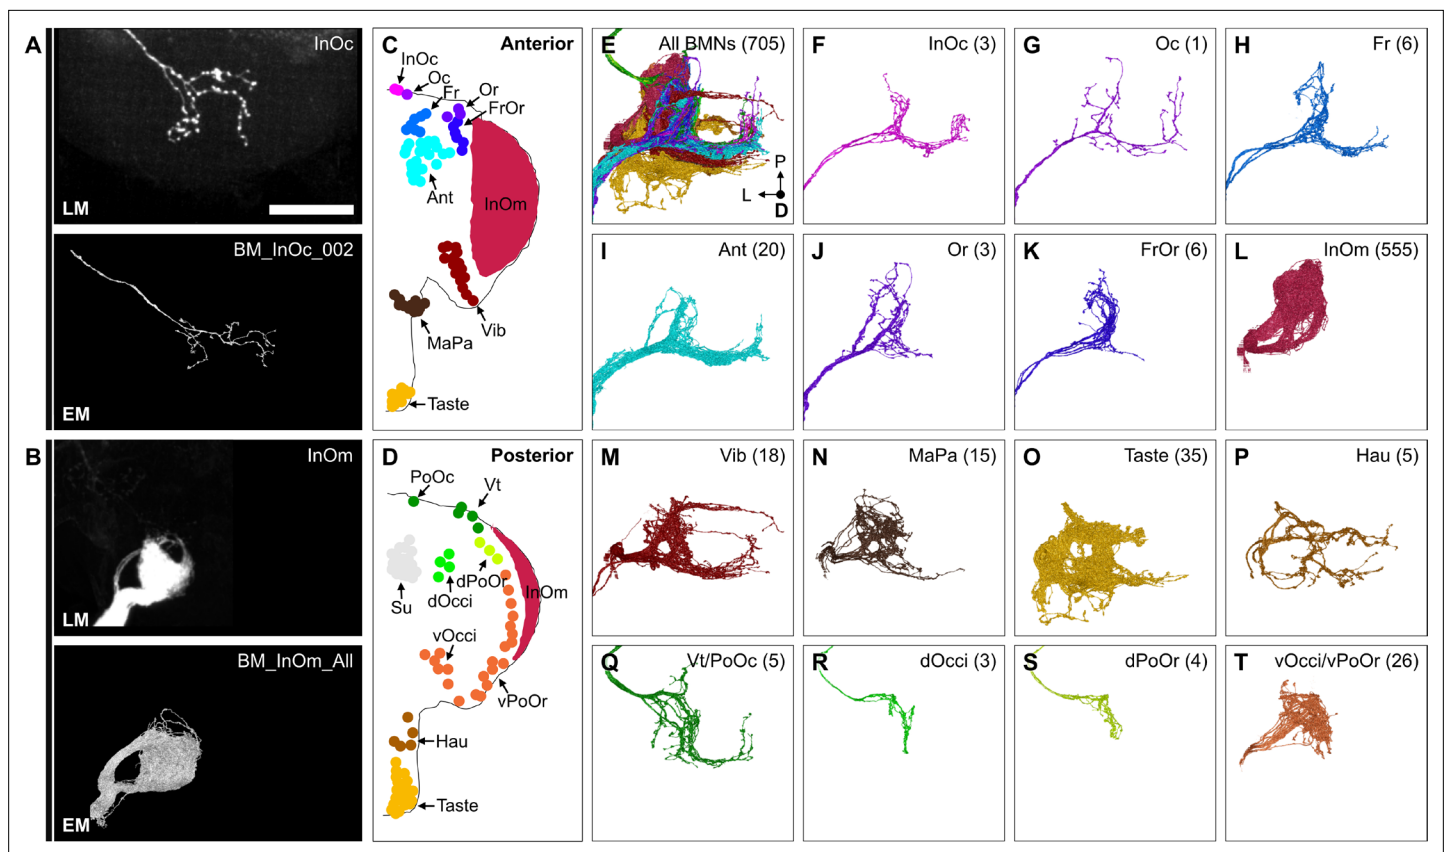 A
InOc
LM
BM_InOc_002
EM
B
InOm
LM
BM_InOm_All
EM
C
Anterior
InOc
Oc
Fr
Or
FrOr
Ant
InOm
Vib
MaPa
Taste
D
Posterior
PoOc
Vt
dPoOr
InOm
Su
dOcci
vOcci
vPoOr
Hau
Taste
E
All BMNs (705)
P
L
D
F
InOc (3)
G
Oc (1)
H
Fr (6)
I
Ant (20)
J
Or (3)
K
FrOr (6)
L
InOm (555)
M
Vib (18)
N
MaPa (15)
O
Taste (35)
P
Hau (5)
Q
Vt/PoOc (5)
R
dOcci (3)
S
dPoOr (4)
T
vOcci/vPoOr (26)